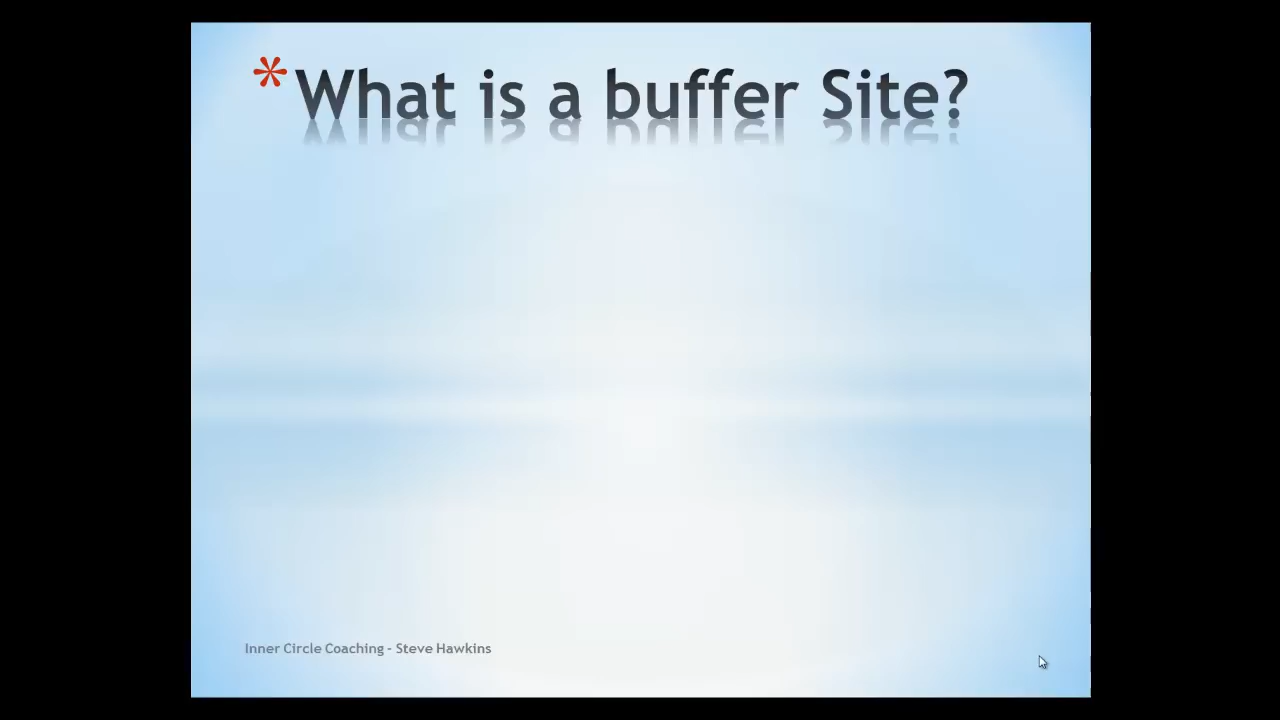 *What is a buffer Site?
Inner Circle Coaching - Steve Hawkins